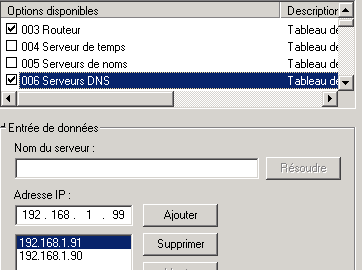 Options disponibles Description
003 Routeur Tableau de
004 Serveur de temps Tableau de
005 Serveurs de noms Tableau de
006 Serveurs DNS Tableau de
Entrée de données
Nom du serveur :
Résoudre
Adresse IP :
192 . 168 . 1 . 99 Ajouter
192.168.1.91 Supprimer
192.168.1.90